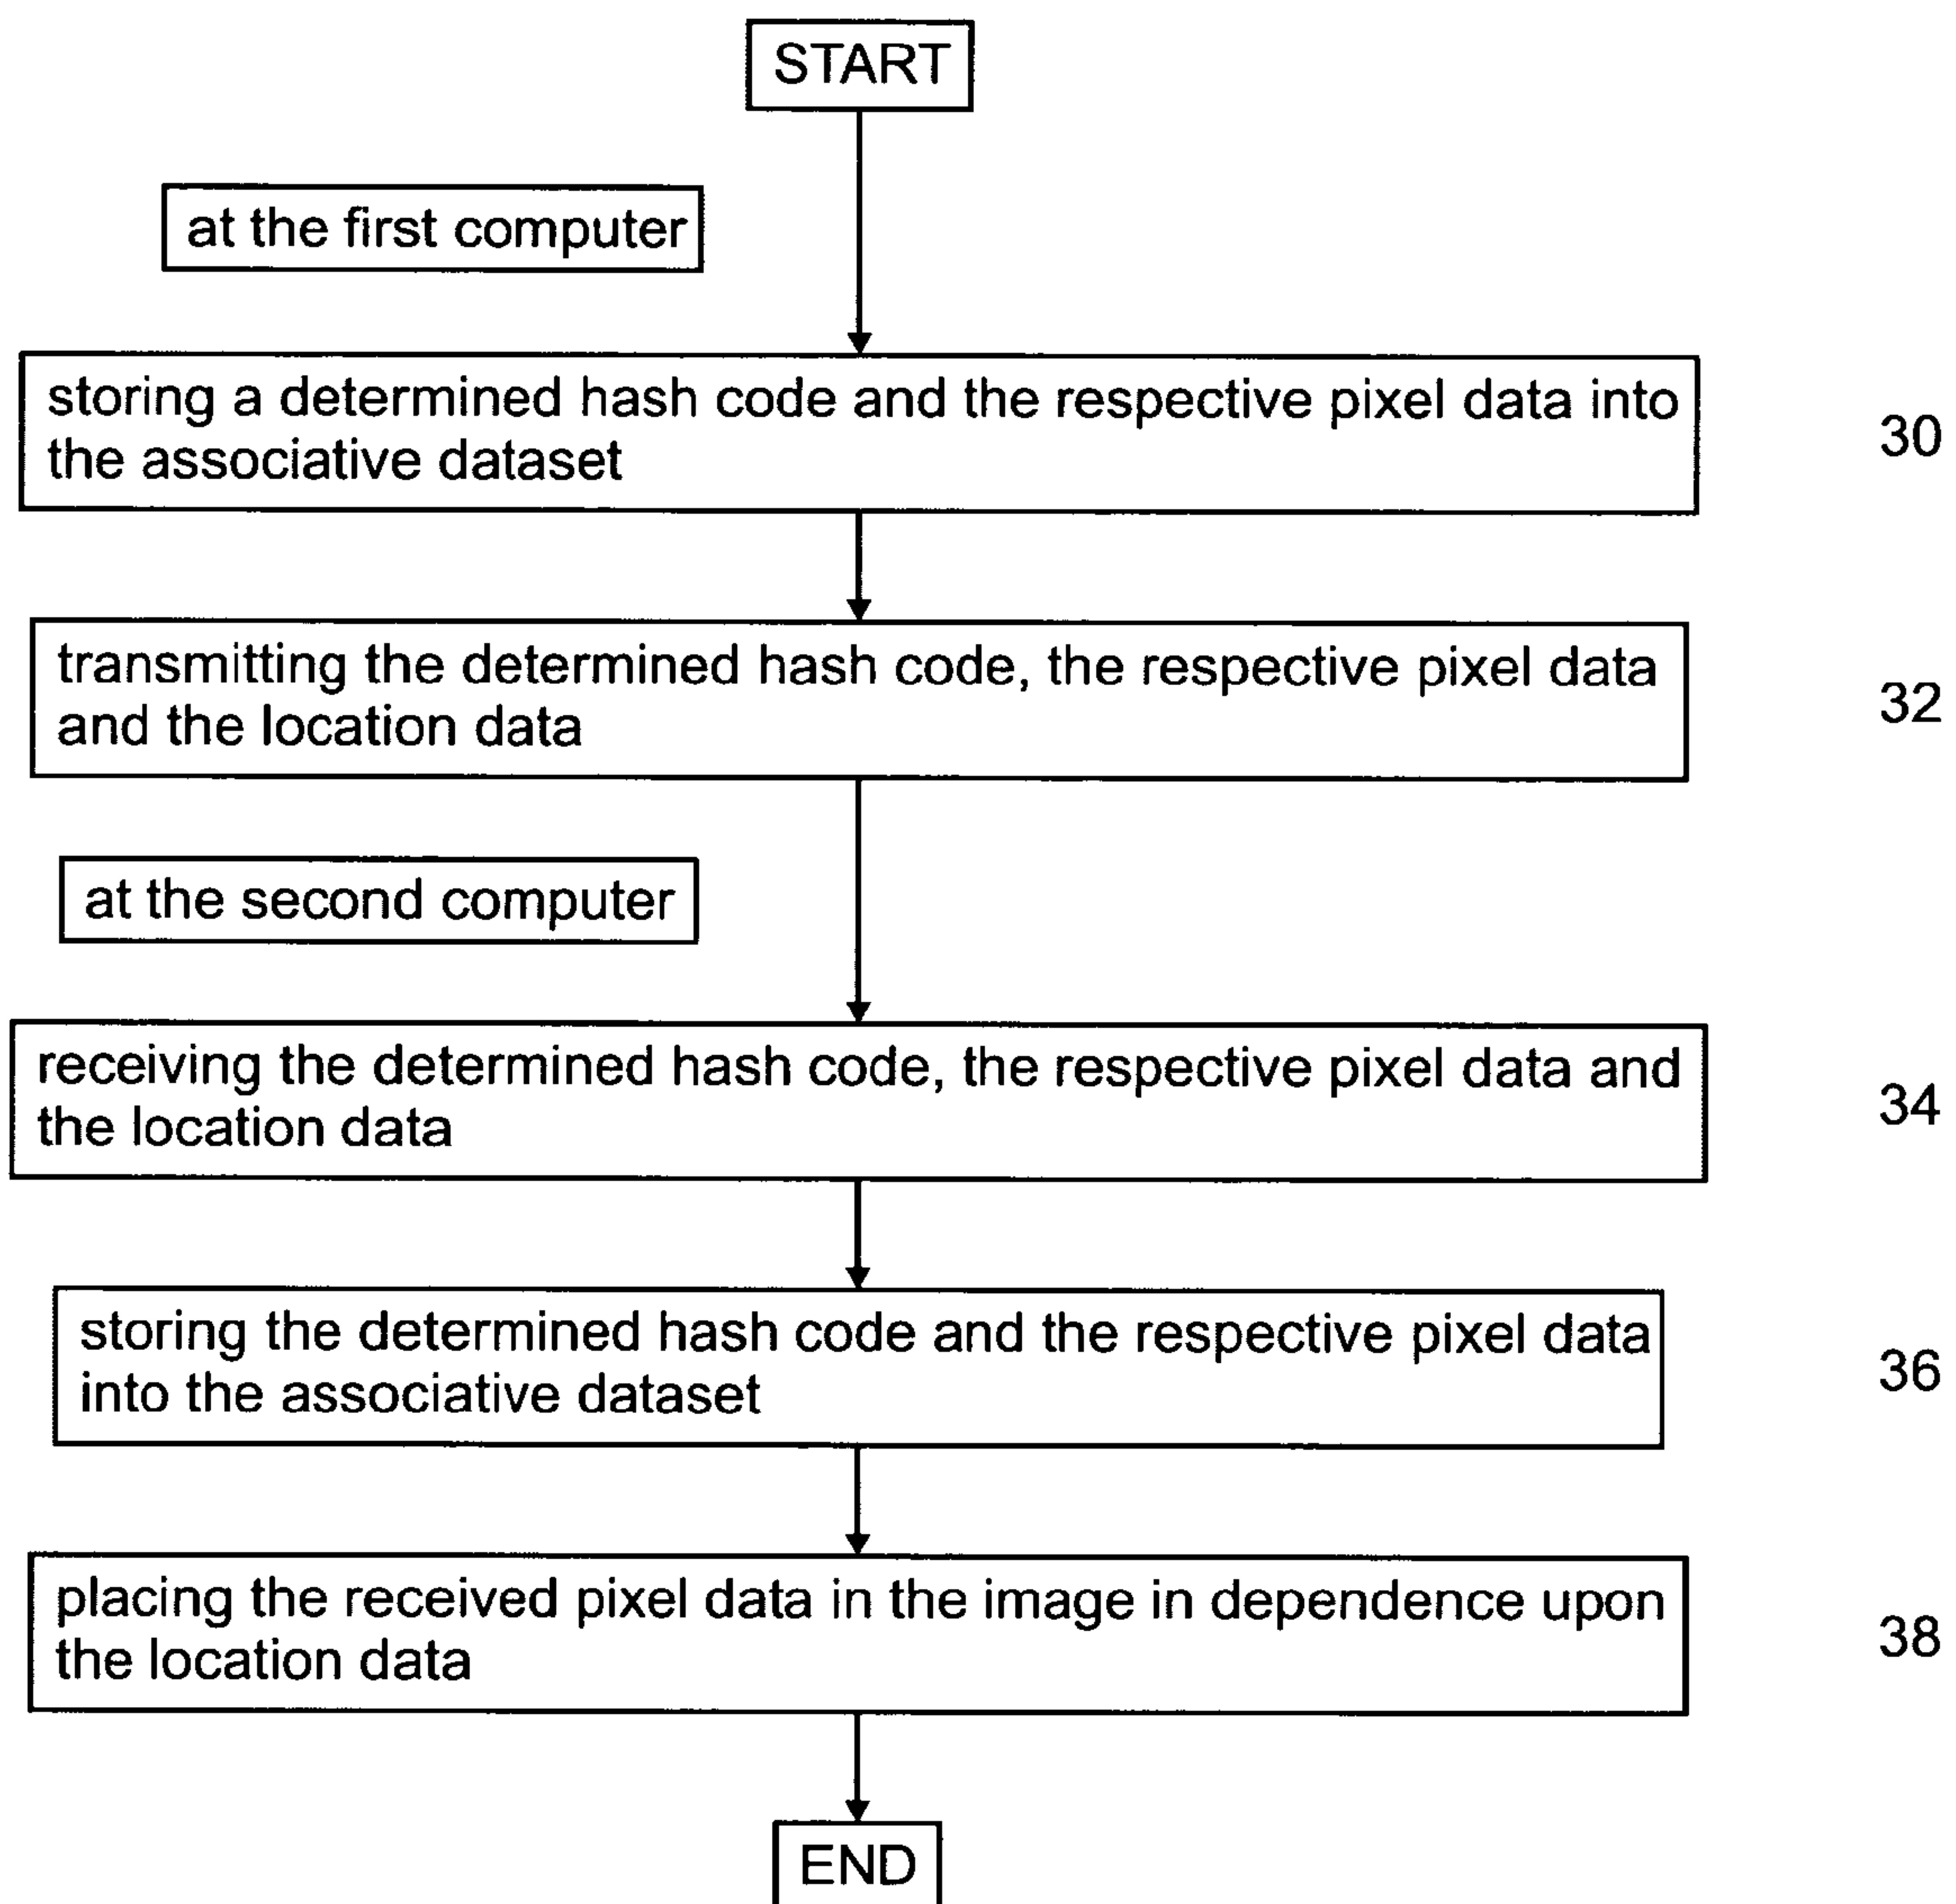 START
at the first computer
storing a determined hash code and the respective pixel data into
the associative dataset
30
transmitting the determined hash code, the respective pixel data
and the location data
32
at the second computer
receiving the determined hash code, the respective pixel data and
the location data
34
storing the determined hash code and the respective pixel data
into the associative dataset
36
placing the received pixel data in the image in dependence upon
the location data
38
END